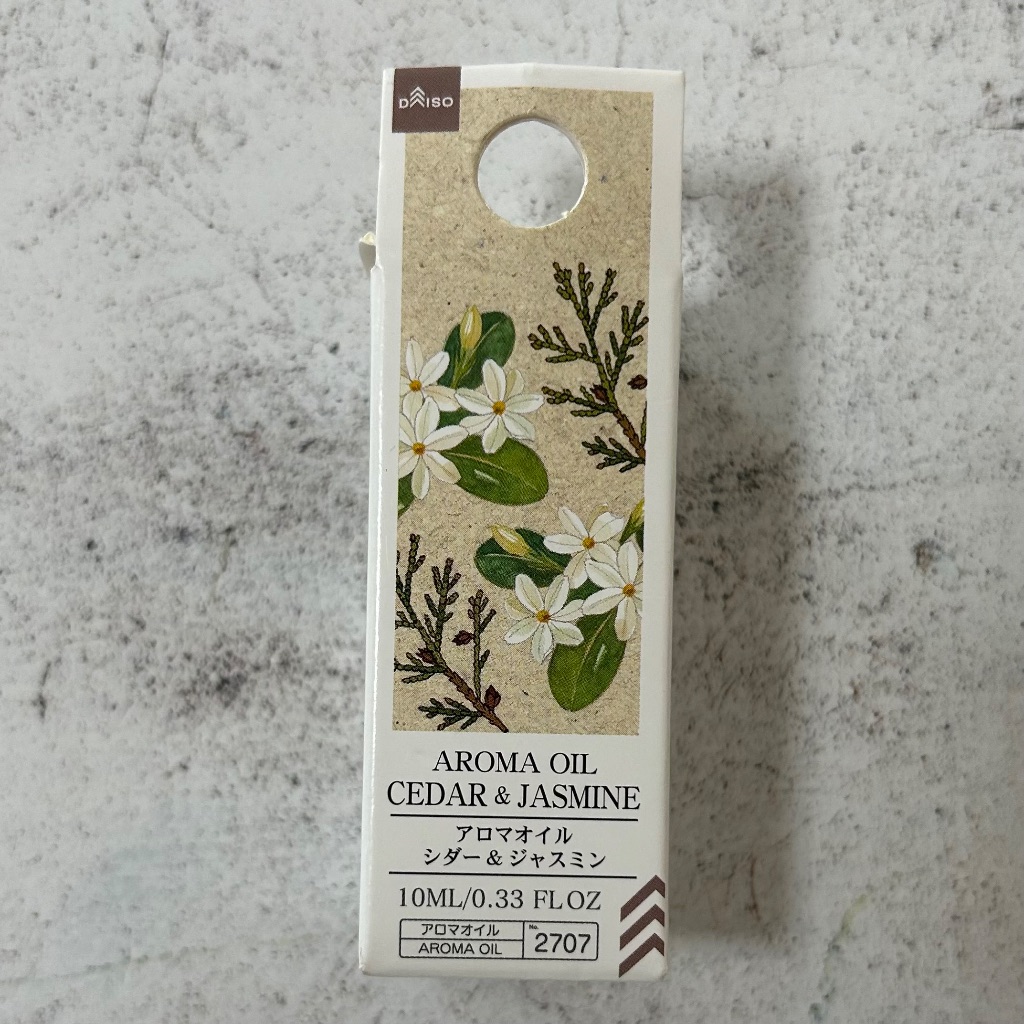 DAISO
AROMA OIL
CEDAR & JASMINE
アロマオイル
シダー&ジャスミン
10ML/0.33 FL OZ
アロマオイル
AROMA OIL
No. 2707